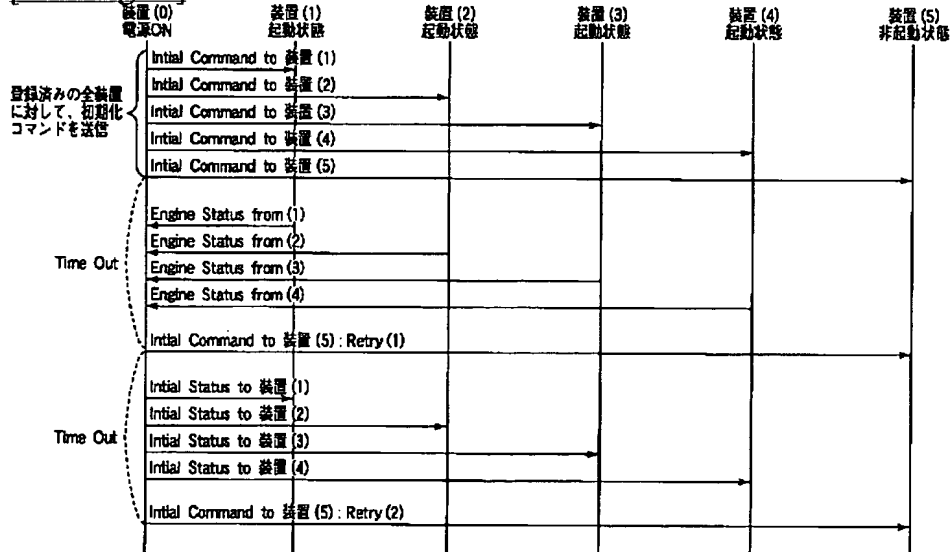 装置(0)
電源ON
装置(1)
起動状態
装置(2)
起動状態
装置(3)
起動状態
装置(4)
起動状態
装置(5)
非起動状態
登録済みの全装置
に対して、初期化
コマンドを送信
Intial Command to 装置(1)
Intial Command to 装置(2)
Intial Command to 装置(3)
Intial Command to 装置(4)
Intial Command to 装置(5)
Time Out
Engine Status from(1)
Engine Status from(2)
Engine Status from(3)
Engine Status from(4)
Intial Command to 装置(5):Retry(1)
Time Out
Intial Status to 装置(1)
Intial Status to 装置(2)
Intial Status to 装置(3)
Intial Status to 装置(4)
Intial Command to 装置(5):Retry(2)